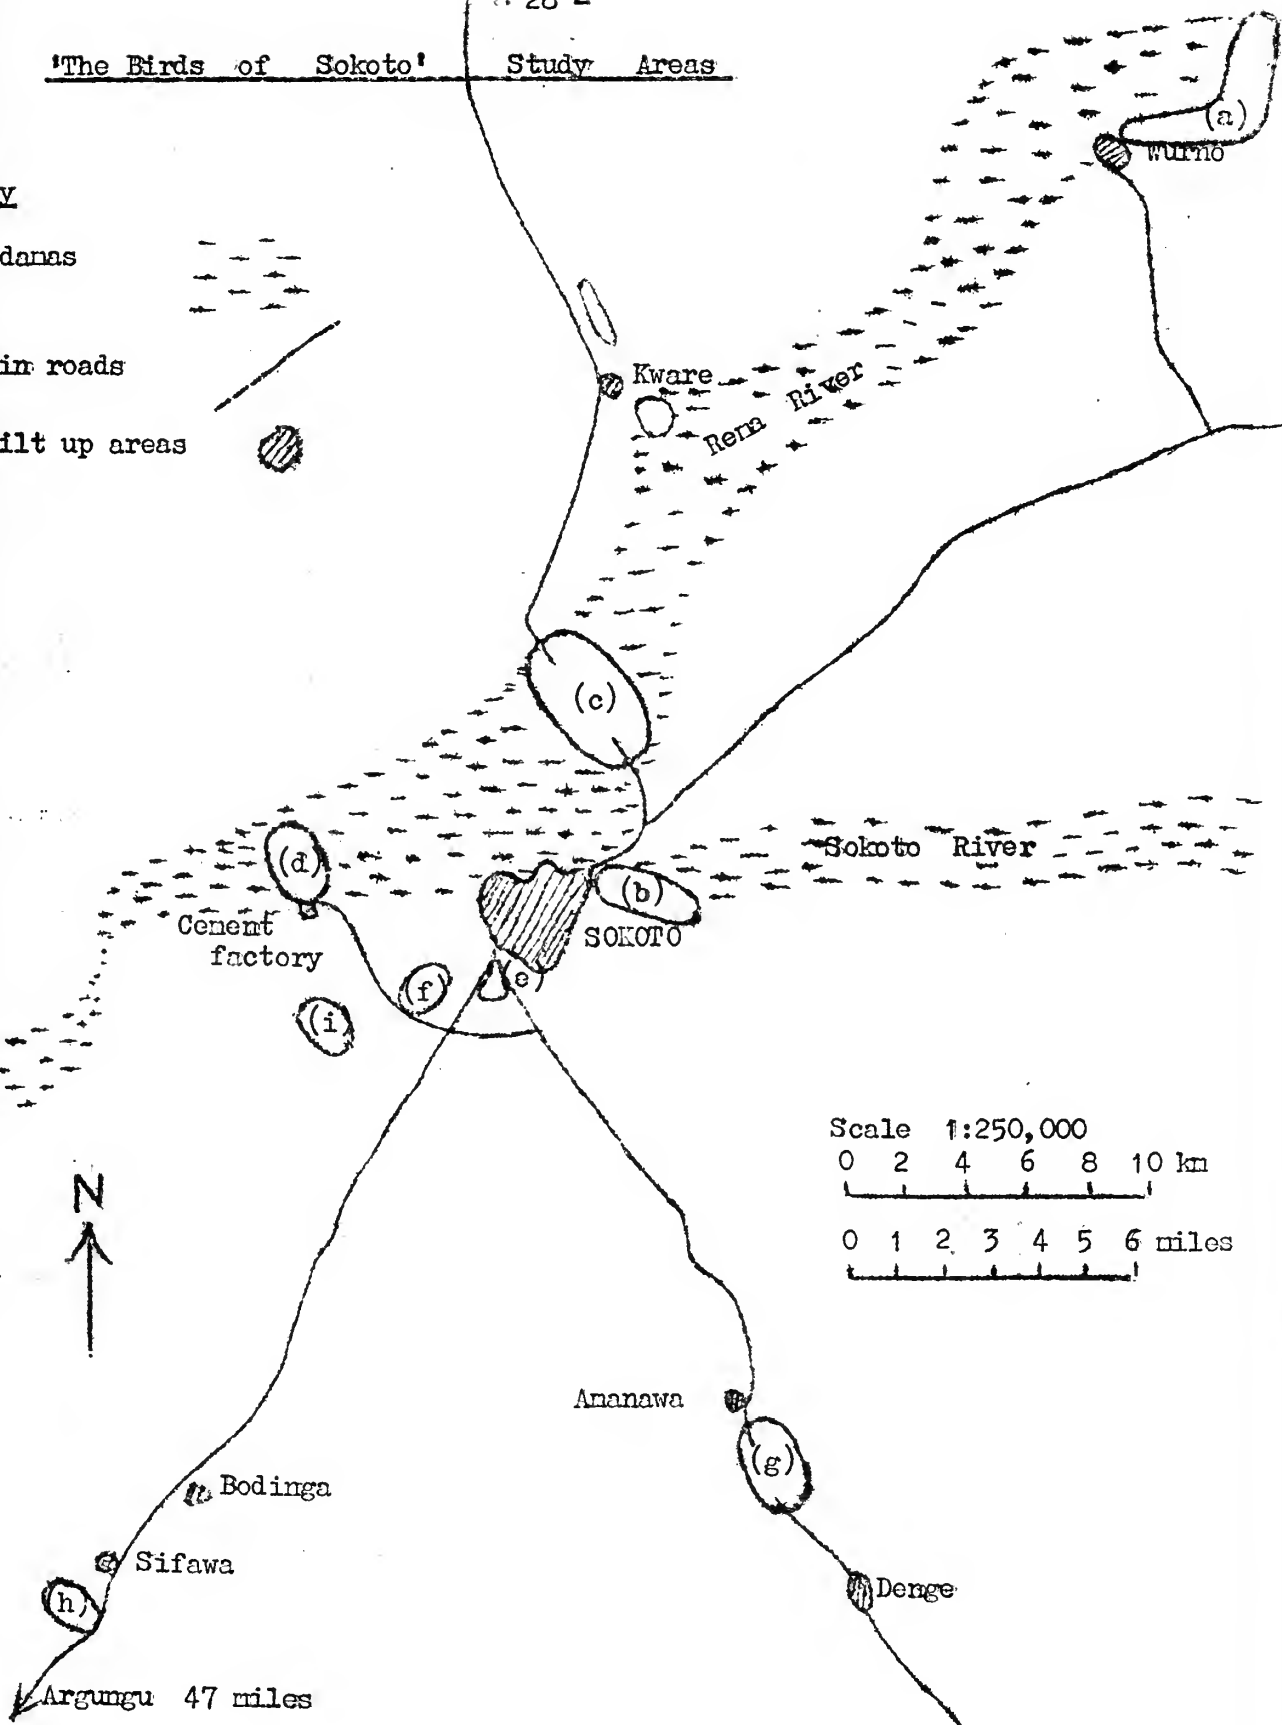 'The Birds of Sokoto' Study Areas
(a)
Wurno
danas
in roads
ilt up areas
Kware
Rena River
(c)
(d)
Sokoto River
(b)
SOKOTO
Cement
factory
(e)
(f)
(i)
Scale 1:250,000
0 2 4 6 8 10 km
0 1 2 3 4 5 6 miles
N
Ananawa
(g)
Bodinga
Sifawa
(h)
Denge
Argungu 47 miles